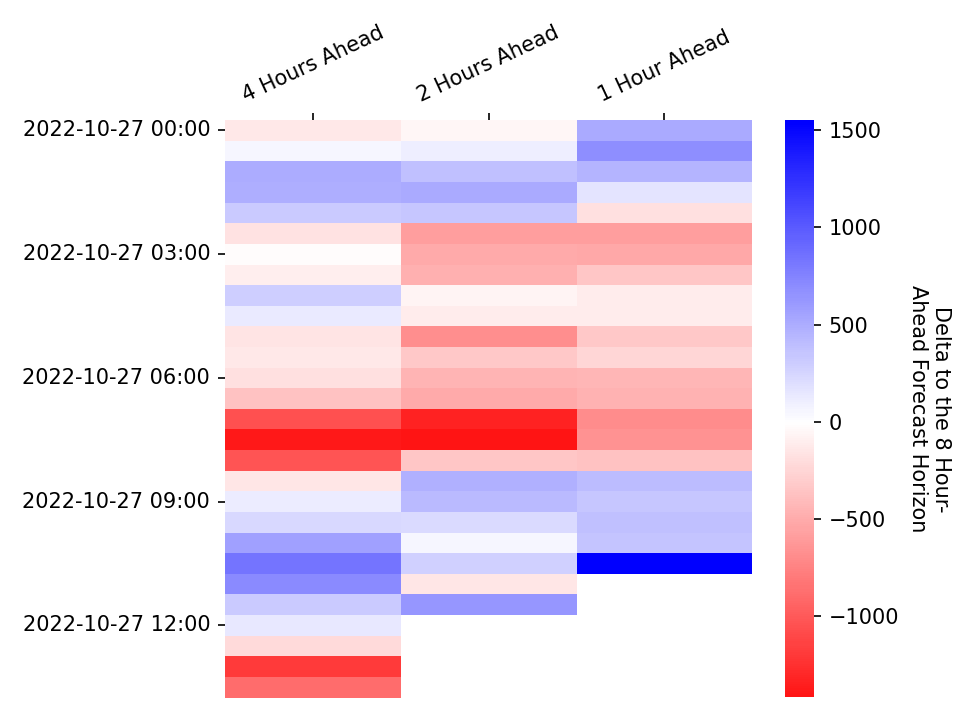 4 Hours Ahead
2 Hours Ahead
1 Hour Ahead
2022-10-27 00:00
2022-10-27 03:00
2022-10-27 06:00
2022-10-27 09:00
2022-10-27 12:00
1500
1000
500
0
−500
−1000
Delta to the 8 Hour-
Ahead Forecast Horizon